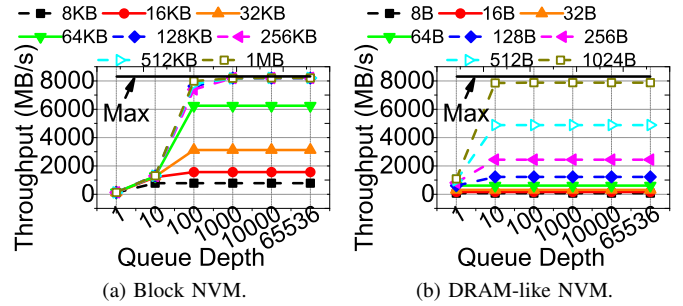 8KB 16KB 32KB
64KB 128KB 256KB
512KB 1MB
Throughput (MB/s)
8000
6000
4000
2000
0
Max
1 10 100 1000 10000 65536
Queue Depth
(a) Block NVM.
8B 16B 32B
64B 128B 256B
512B 1024B
Throughput (MB/s)
8000
6000
4000
2000
0
Max
1 10 100 1000 10000 65536
Queue Depth
(b) DRAM-like NVM.